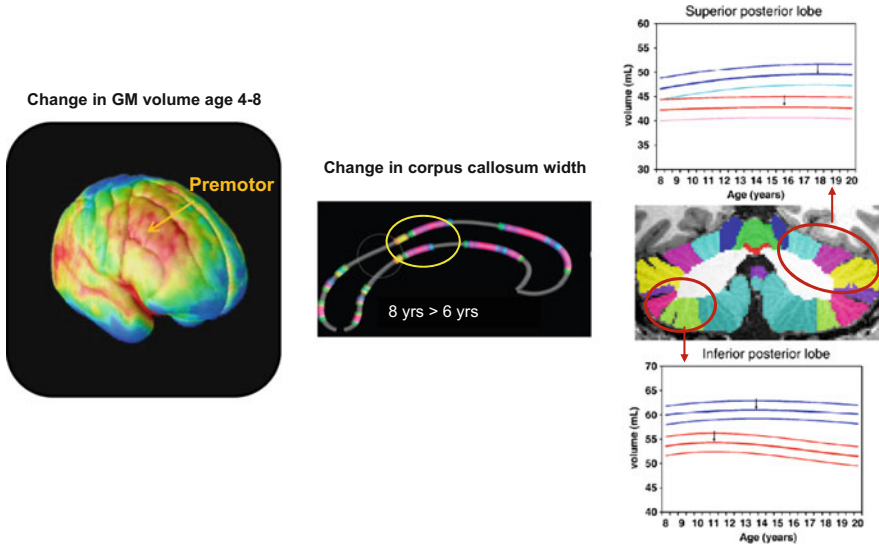 Change in GM volume age 4-8
Premotor
Change in corpus callosum width
8 yrs > 6 yrs
Superior posterior lobe
volume (mL)
60
55
50
45
40
35
30
8 9 10 11 12 13 14 15 16 17 18 19 20
Age (years)
Inferior posterior lobe
volume (mL)
70
65
60
55
50
45
40
8 9 10 11 12 13 14 15 16 17 18 19 20
Age (years)